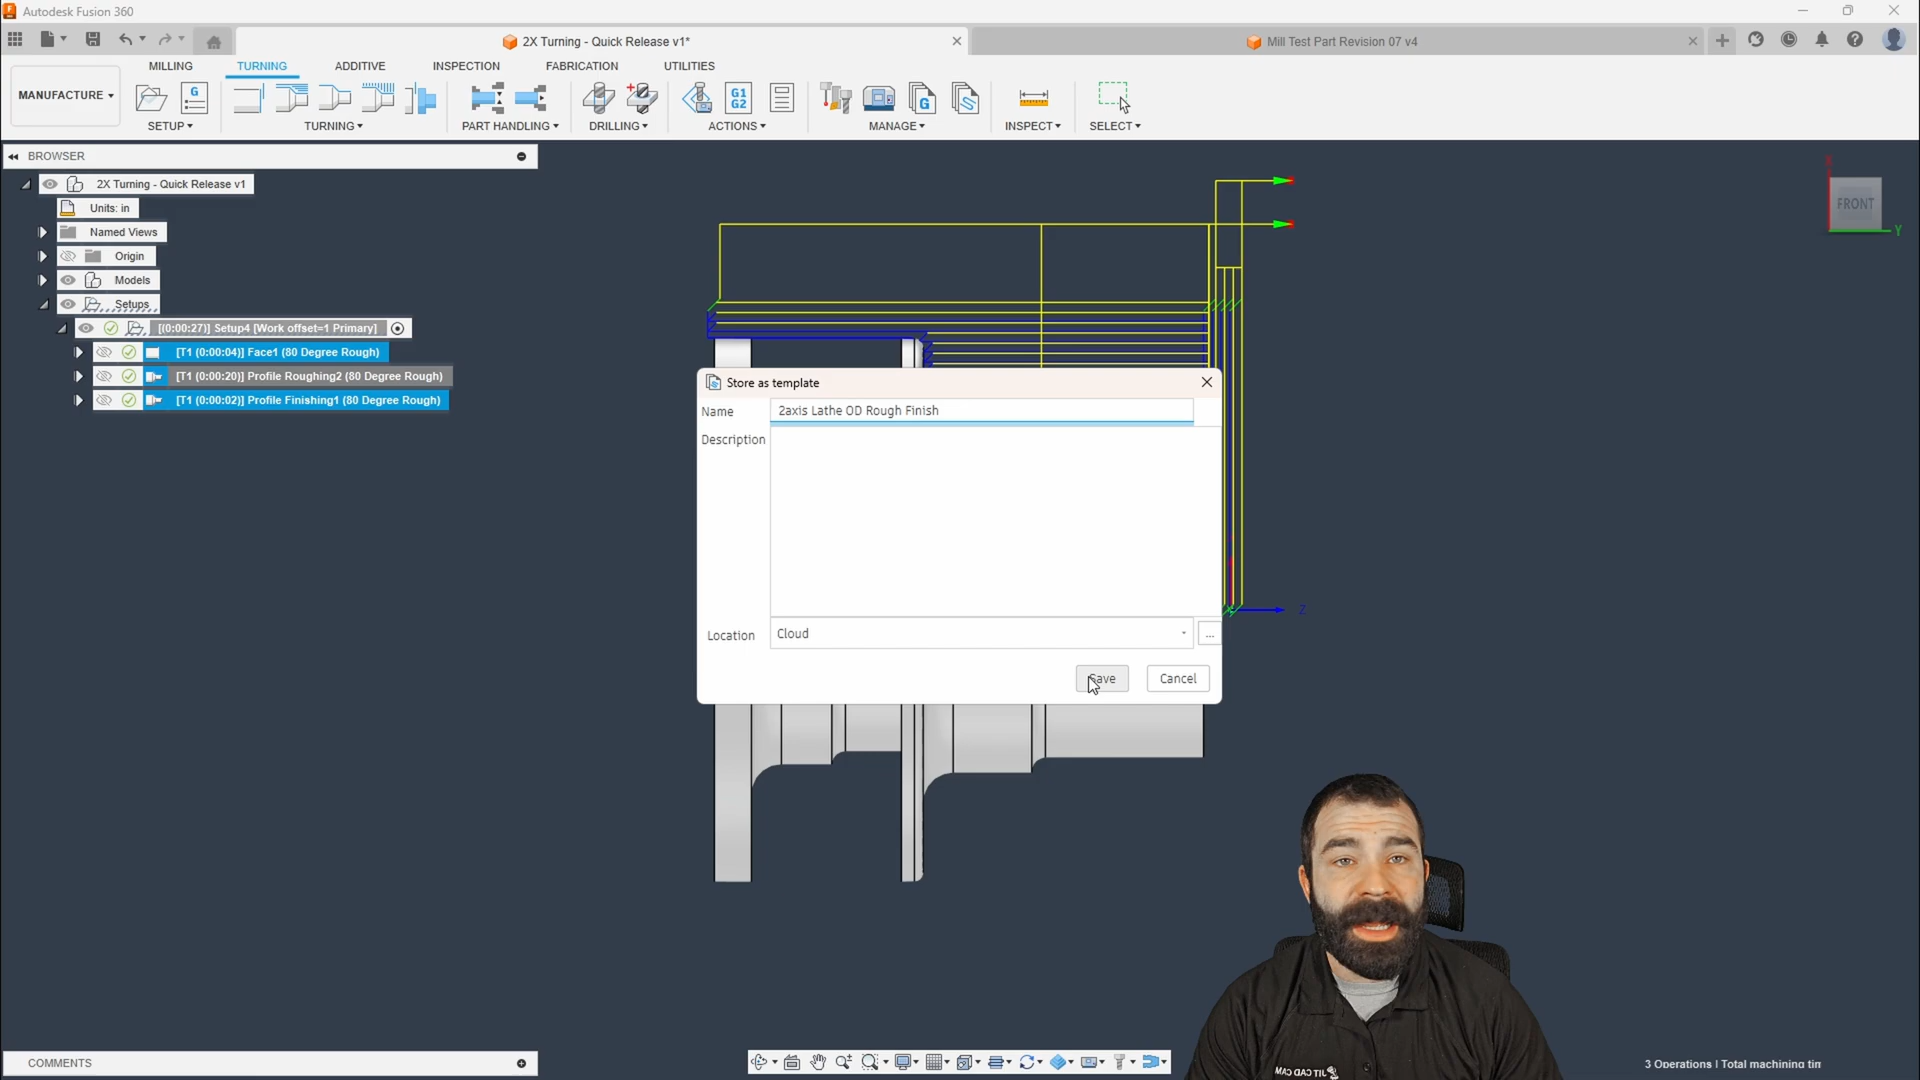 Autodesk Fusion 360
2X Turning - Quick Release v1*
Mill Test Part Revision 07 v4
MILLING
TURNING
ADDITIVE
INSPECTION
FABRICATION
UTILITIES
MANUFACTURE
G
G1
G2
G
SETUP
TURNING
PART HANDLING
DRILLING
ACTIONS
MANAGE
INSPECT
SELECT
BROWSER
2X Turning - Quick Release v1
Units: in
Named Views
Origin
Models
Setups
[(0:00:27)] Setup4 [Work offset=1 Primary]
[T1 (0:00:04)] Face1 (80 Degree Rough)
[T1 (0:00:20)] Profile Roughing2 (80 Degree Rough)
[T1 (0:00:02)] Profile Finishing1 (80 Degree Rough)
FRONT
Y
Store as template
Name
2axis Lathe OD Rough Finish
Description
Location
Cloud
...
Save
Cancel
Z
COMMENTS
3 Operations | Total machining tim